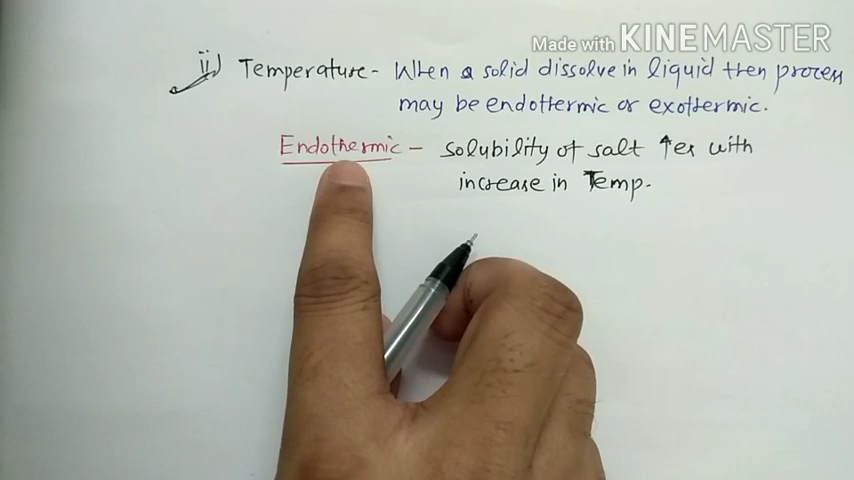 Made with KINEMASTER
ii) Temperature - When a solid dissolve in liquid then process
may be endothermic or exothermic.
Endothermic - solubility of salt ↑es with
increase in Temp.